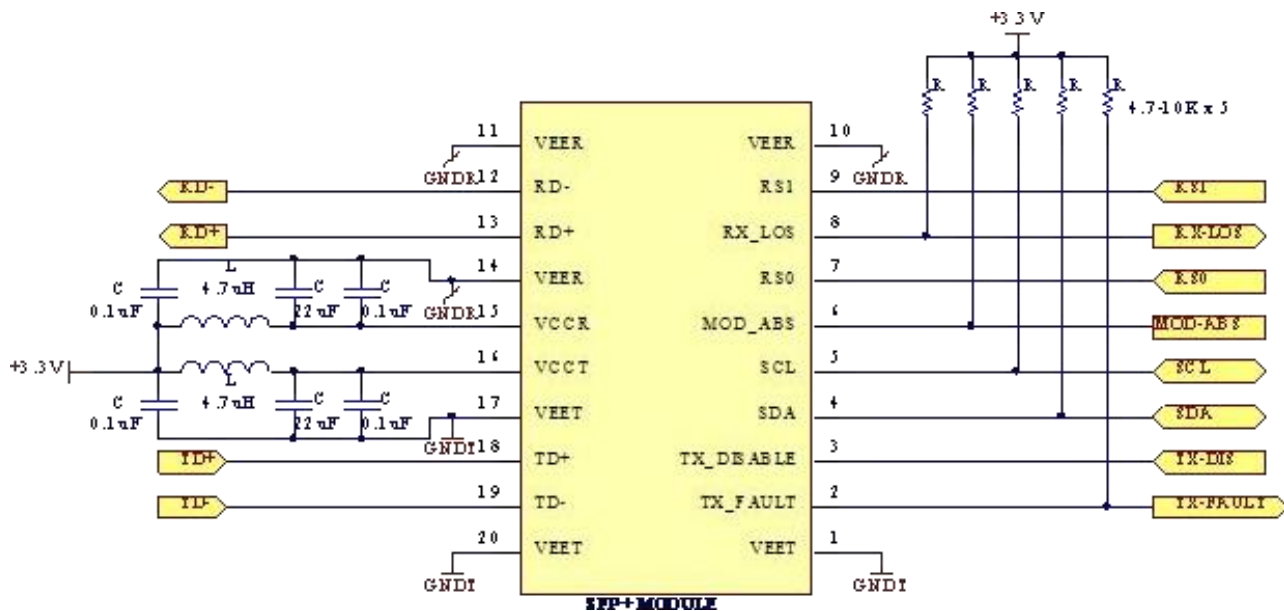 +3.3V
R R R R R
4.7-10K x 5
11 VEER VEER 10
GNDR GNDR
12 RD- RS1 9
RD- RS1
13 RD+ RX_LOS 8
RD+ RX-LOS
14 VEER RS0 7
RS0
L
C 4.7uH C C
0.1uF 22uF 0.1uF
GNDR
15 VCCR MOD_ABS 6
MOD-ABS
+3.3V
16 VCCT SCL 5
SCL
L
C 4.7uH C C
0.1uF 22uF 0.1uF
17 VEET SDA 4
SDA
GNDT
18 TD+ TX_DISABLE 3
TD+ TX-DIS
19 TD- TX_FAULT 2
TD- TX-FAULT
20 VEET VEET 1
GNDT GNDT
SFP+ MODULE